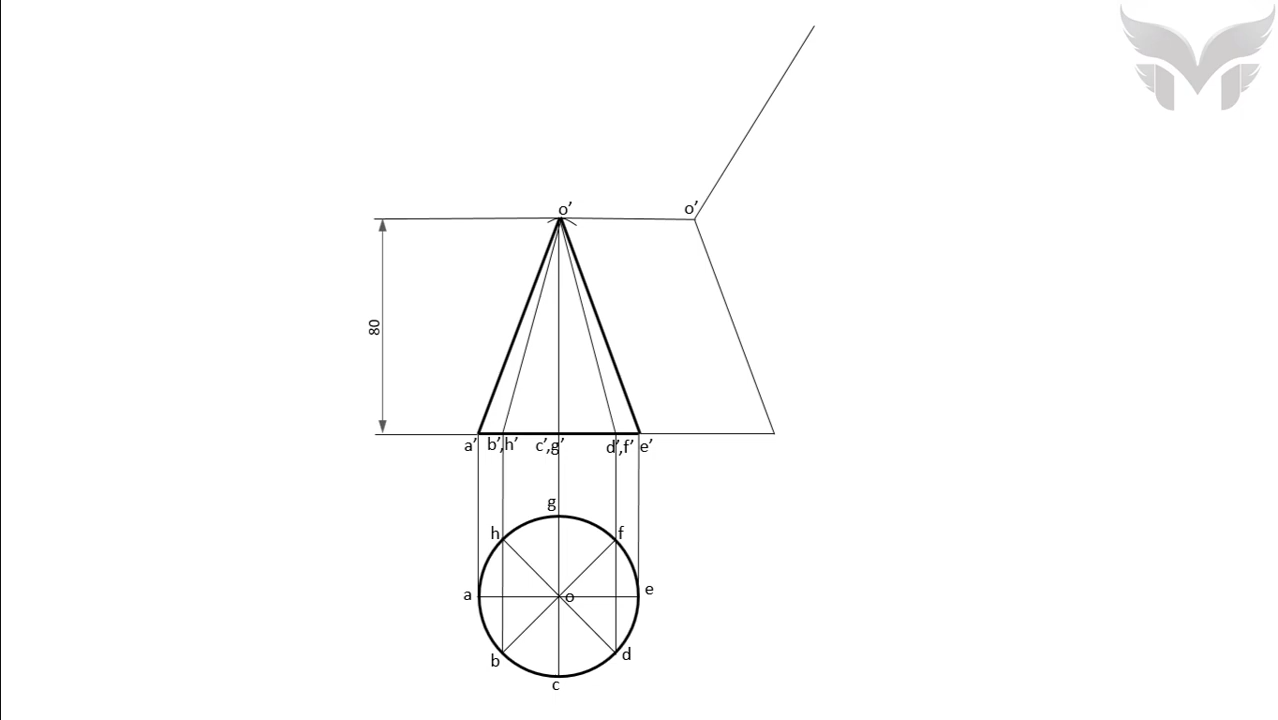 o’ o’
80
a’ b’,h’ c’,g’ d’,f’ e’
g
h f
a o e
b d
c